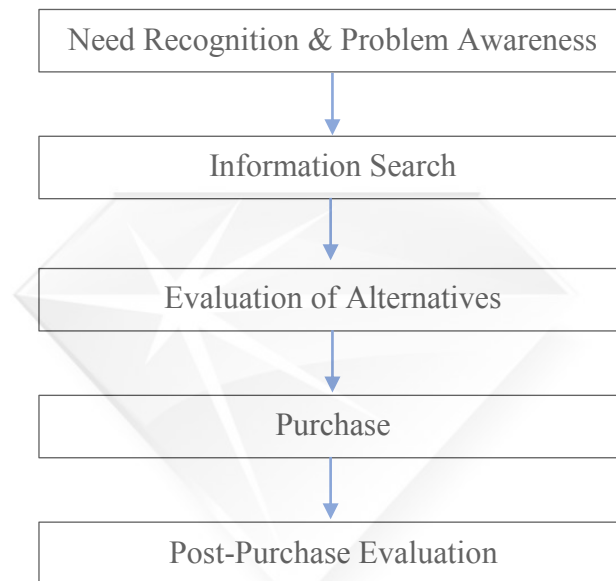 Need Recognition & Problem Awareness
Information Search
Evaluation of Alternatives
Purchase
Post-Purchase Evaluation